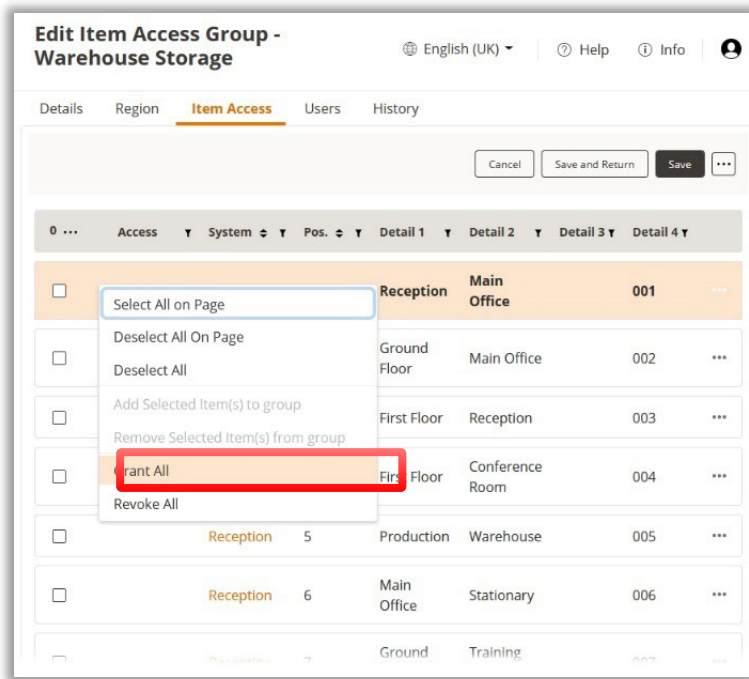 Edit Item Access Group -
Warehouse Storage
English (UK)
Help
Info
Details Region Item Access Users History
Cancel Save and Return Save
0 ... Access System Pos. Detail 1 Detail 2 Detail 3 Detail 4
Reception Main Office 001
Select All on Page
Deselect All On Page
Deselect All
Add Selected Item(s) to group
Remove Selected Item(s) from group
Grant All
Revoke All
Ground Floor Main Office 002
First Floor Reception 003
First Floor Conference Room 004
Reception 5 Production Warehouse 005
Reception 6 Main Office Stationary 006
Reception 7 Ground Training 007